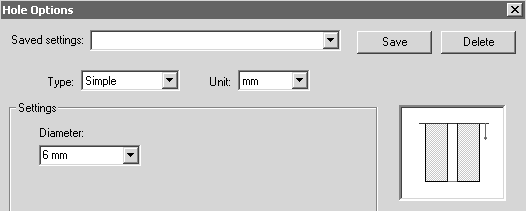 Hole Options
Saved settings: Save Delete
Type: Simple Unit: mm
Settings
Diameter:
6 mm